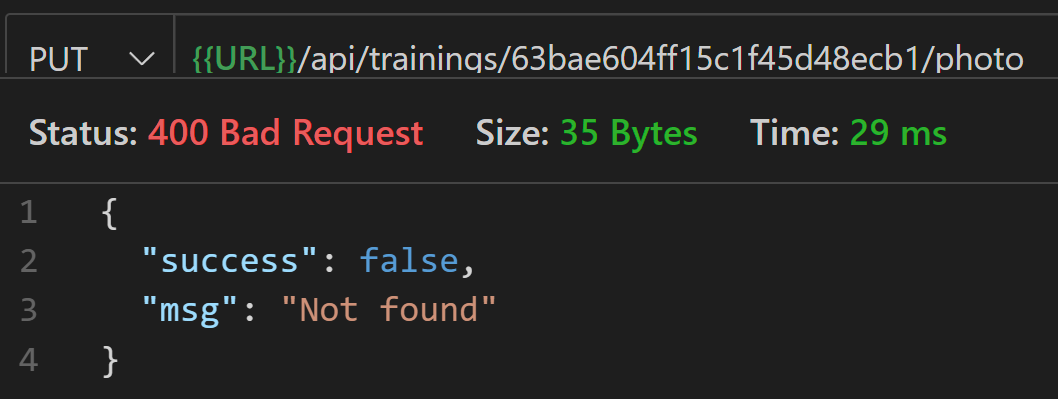 PUT {{URL}}/api/trainings/63bae604ff15c1f45d48ecb1/photo
Status: 400 Bad Request Size: 35 Bytes Time: 29 ms
1 {
2 "success": false,
3 "msg": "Not found"
4 }